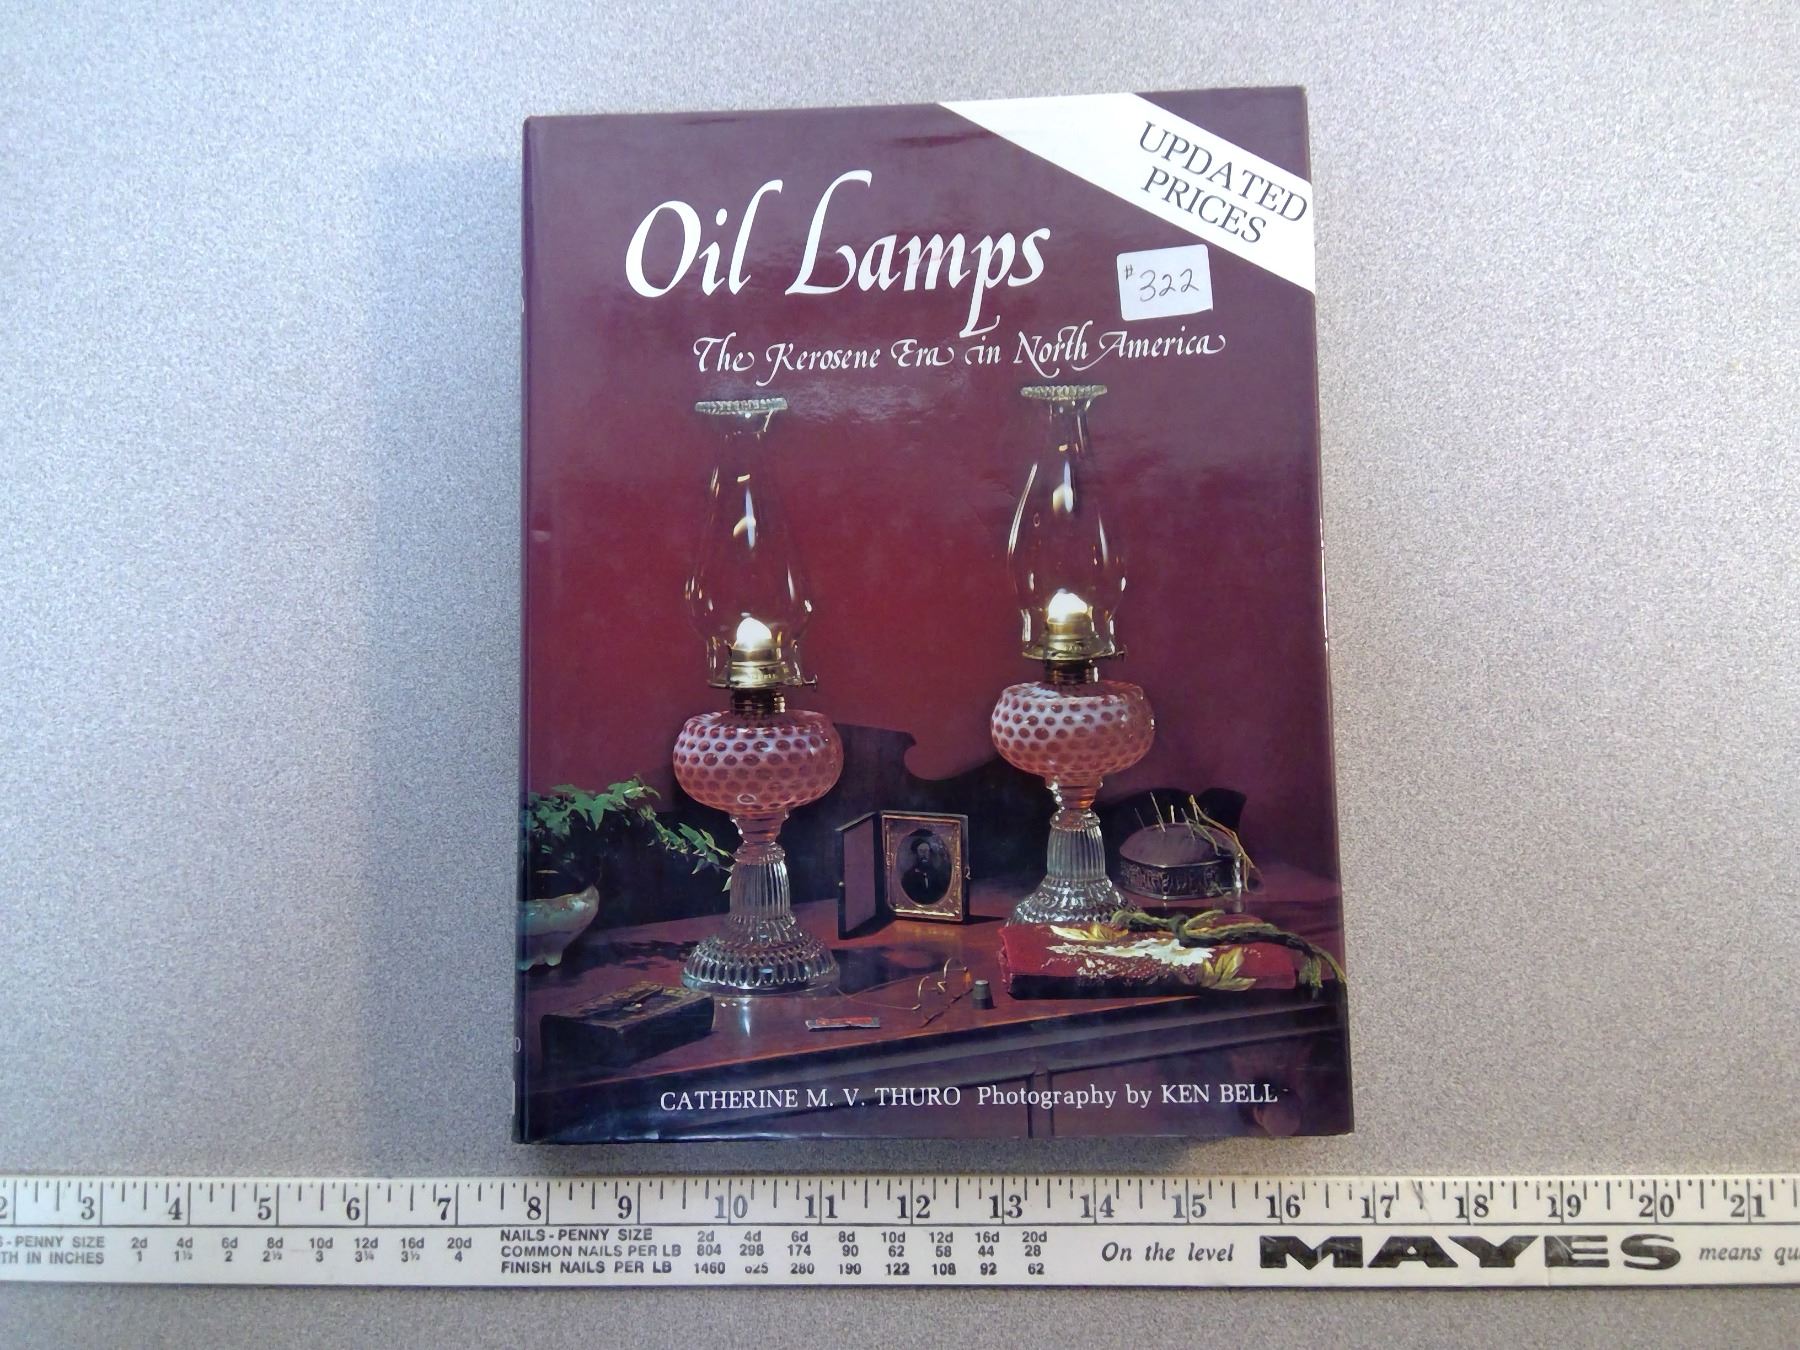 UPDATED
PRICES
Oil Lamps
# 322
The Kerosene Era in North America
CATHERINE M. V. THURO Photography by KEN BELL
2 3 4 5 6 7 8 9 10 11 12 13 14 15 16 17 18 19 20 21
S - PENNY SIZE 2d 4d 6d 8d 10d 12d 16d 20d
TH IN INCHES 1 1½ 2 2½ 3 3¼ 3½ 4
NAILS - PENNY SIZE 2d 4d 6d 8d 10d 12d 16d 20d
COMMON NAILS PER LB 804 298 174 90 62 58 44 28
FINISH NAILS PER LB 1460 625 280 190 122 108 92 62
On the level MAYES means qu